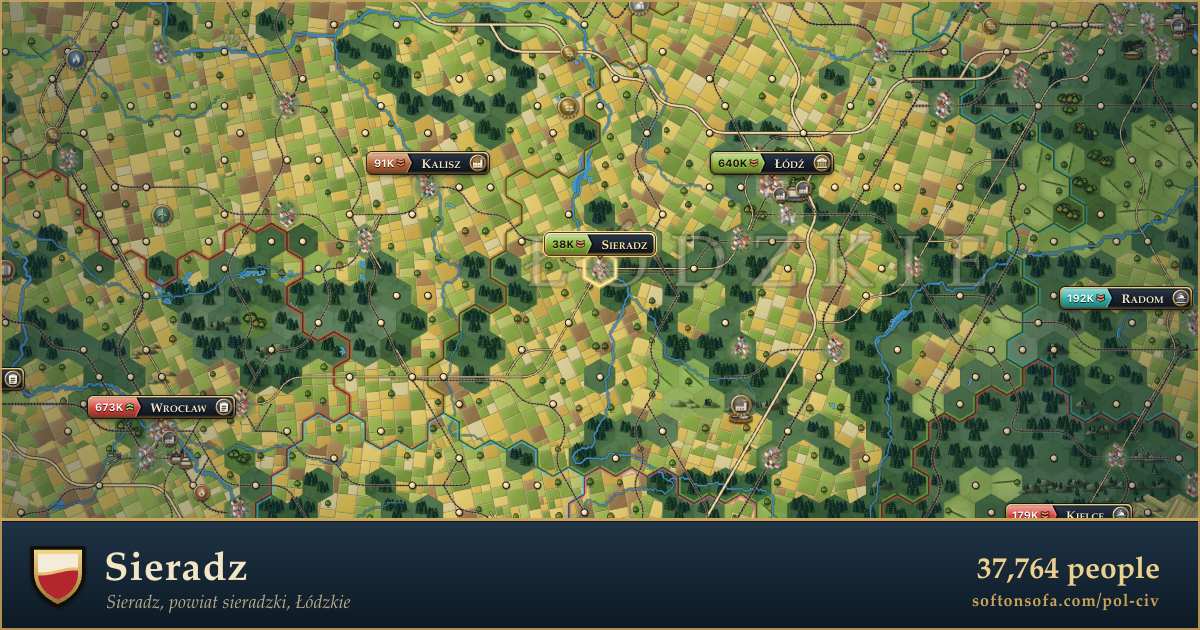 91K KALISZ
640K ŁÓDŹ
38K SIERADZ
ŁÓDZKIE
192K RADOM
673K WROCŁAW
179K KIELCE
Sieradz
Sieradz, powiat sieradzki, Łódzkie
37,764 people
softonsofa.com/pol-civ